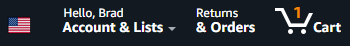 Hello, Brad
Account & Lists
Returns
& Orders
1
Cart